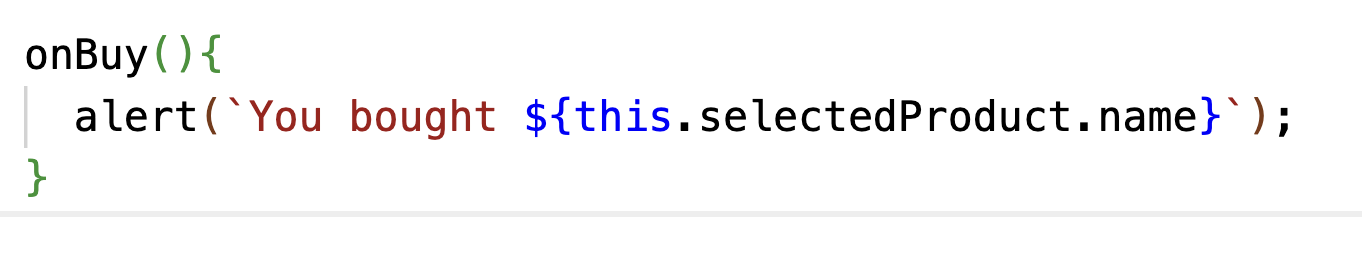 onBuy(){
alert(`You bought ${this.selectedProduct.name}`);
}